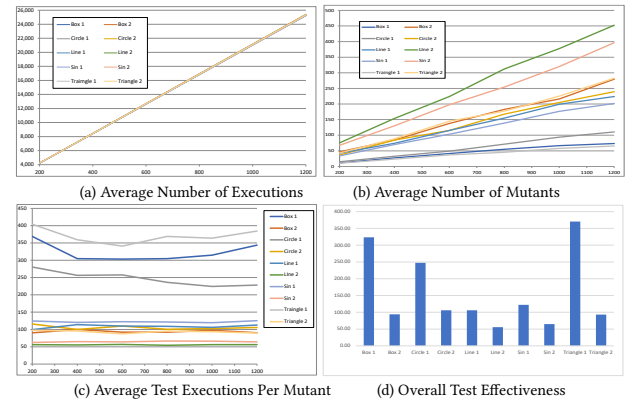 26,000
24,000
22,000
20,000
18,000
16,000
14,000
12,000
10,000
8,000
6,000
4,000
Box 1 Box 2
Circle 1 Circle 2
Line 1 Line 2
Sin 1 Sin 2
Traimgle 1 Triangle 2
200 400 600 800 1000 1200
(a) Average Number of Executions
500
450
400
350
300
250
200
150
100
50
0
Box 1 Box 2
Circle 1 Circle 2
Line 1 Line 2
Sin 1 Sin 2
Traingle 1 Triangle 2
200 300 400 500 600 700 800 900 1000 1100 1200
(b) Average Number of Mutants
450
400
350
300
250
200
150
100
50
0
200 300 400 500 600 700 800 900 1000 1100 1200
Box 1
Box 2
Circle 1
Circle 2
Line 1
Line 2
Sin 1
Sin 2
Traingle 1
Triangle 2
(c) Average Test Executions Per Mutant
400.00
350.00
300.00
250.00
200.00
150.00
100.00
50.00
0.00
Box 1 Box 2 Circle 1 Circle 2 Line 1 Line 2 Sin 1 Sin 2 Triangle 1 Triangle 2
(d) Overall Test Effectiveness